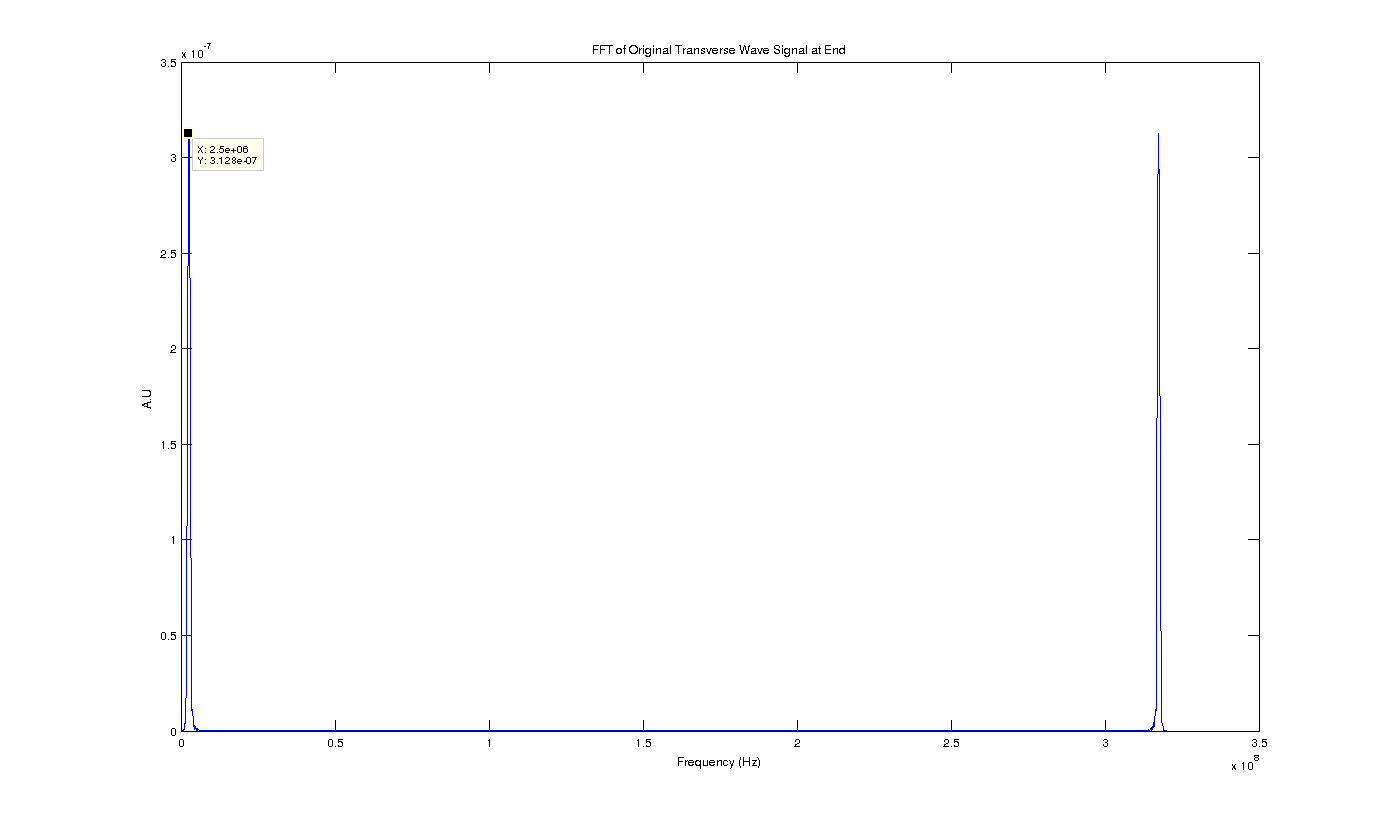 FFT of Original Transverse Wave Signal at End
x 10^-7
3.5
3
2.5
2
1.5
1
0.5
0
X: 2.5e+06
Y: 3.128e-07
A.U
0 0.5 1 1.5 2 2.5 3 3.5
Frequency (Hz)
x 10^8